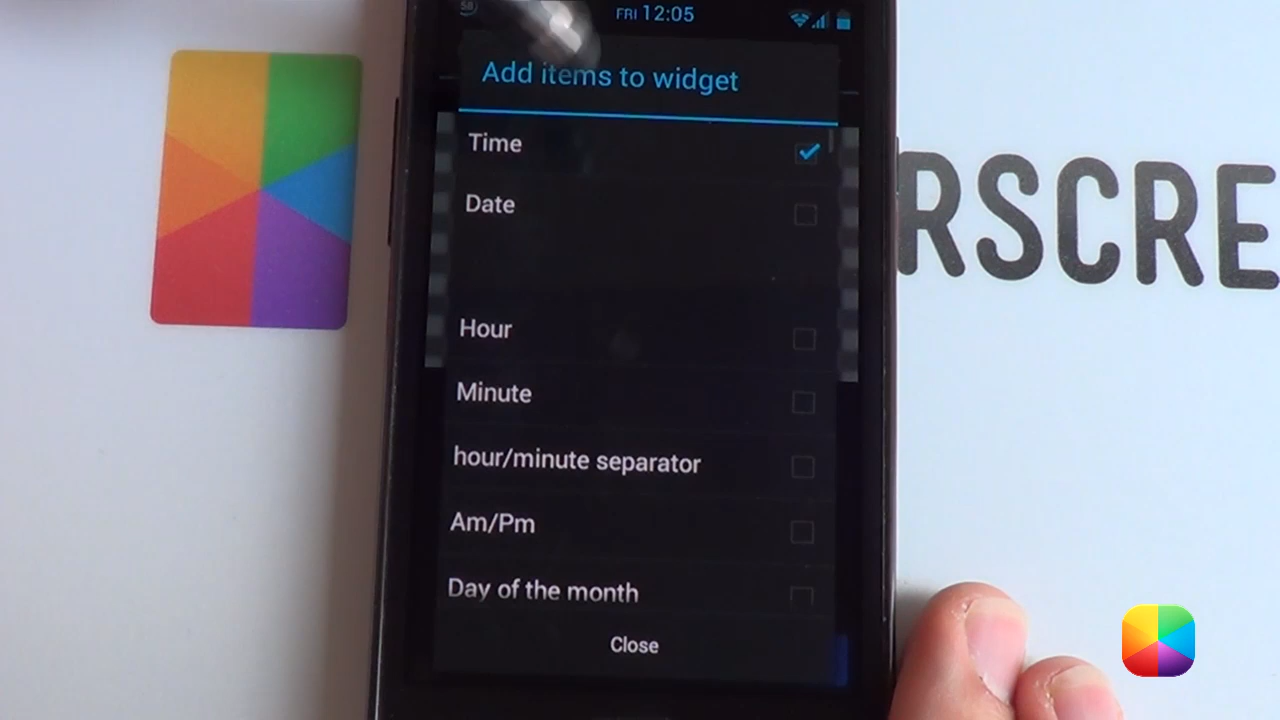 58
FRI 12:05
Add items to widget
Time
Date
Hour
Minute
hour/minute separator
Am/Pm
Day of the month
Close
RSCRE